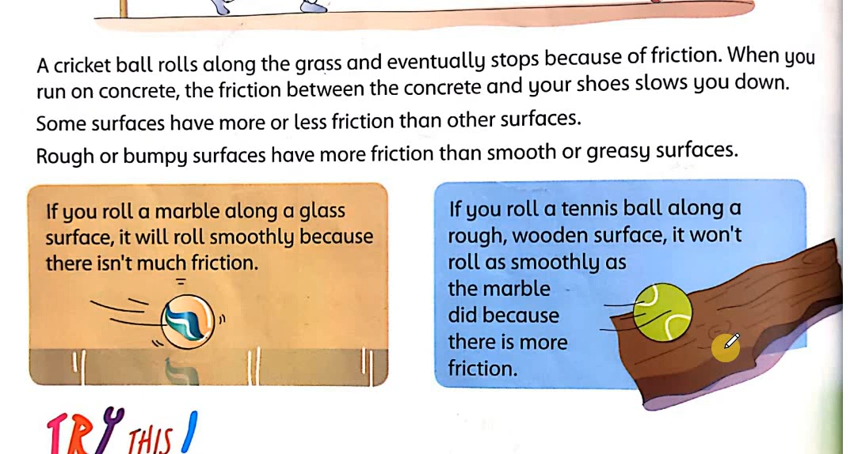 A cricket ball rolls along the grass and eventually stops because of friction. When you
run on concrete, the friction between the concrete and your shoes slows you down.
Some surfaces have more or less friction than other surfaces.
Rough or bumpy surfaces have more friction than smooth or greasy surfaces.
If you roll a marble along a glass
surface, it will roll smoothly because
there isn't much friction.
If you roll a tennis ball along a
rough, wooden surface, it won't
roll as smoothly as
the marble
did because
there is more
friction.
TRY THIS!